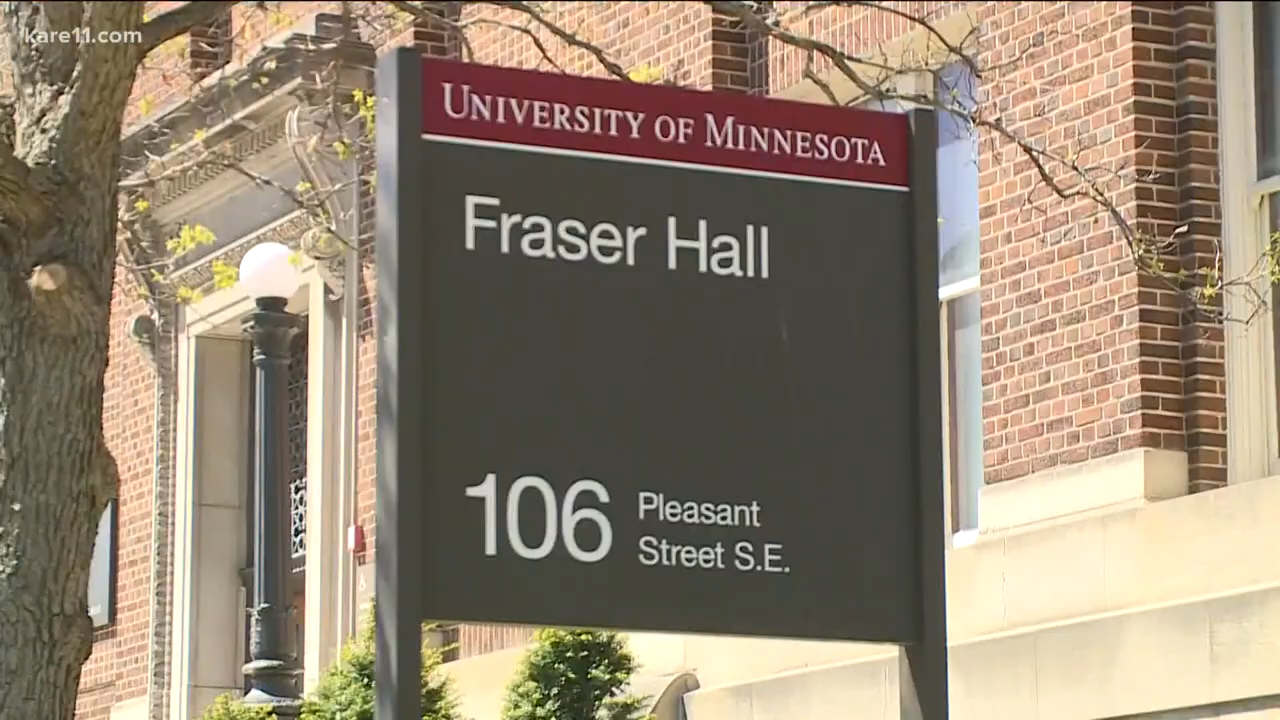 kare11.com
UNIVERSITY OF MINNESOTA
Fraser Hall
106 Pleasant
Street S.E.